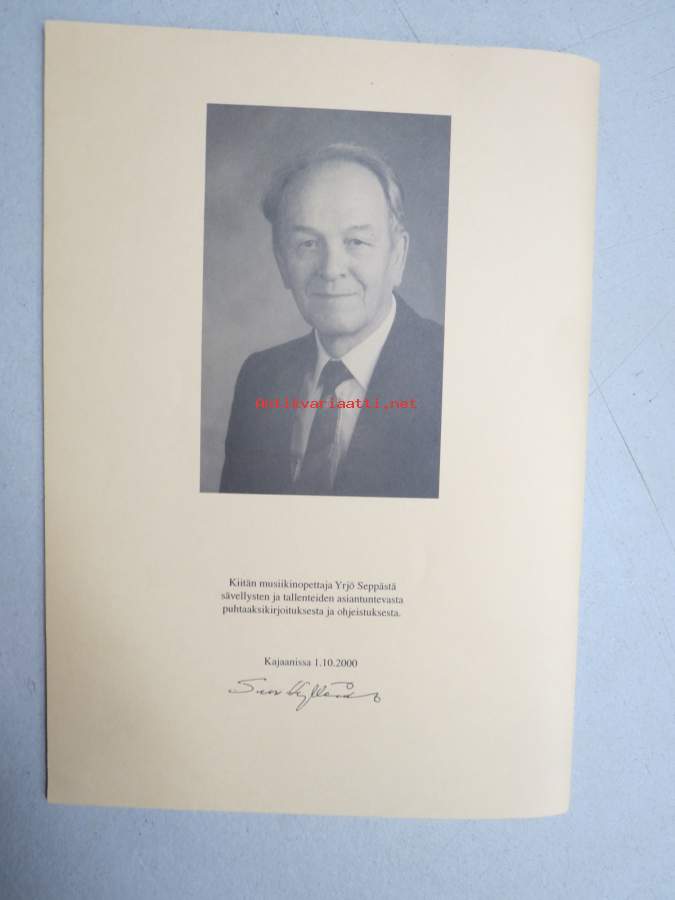 Antikvariaatti.net
Kiitän musiikinopettaja Yrjö Seppästä
sävellysten ja tallenteiden asiantuntevasta
puhtaaksikirjoituksesta ja ohjeistuksesta.
Kajaanissa 1.10.2000